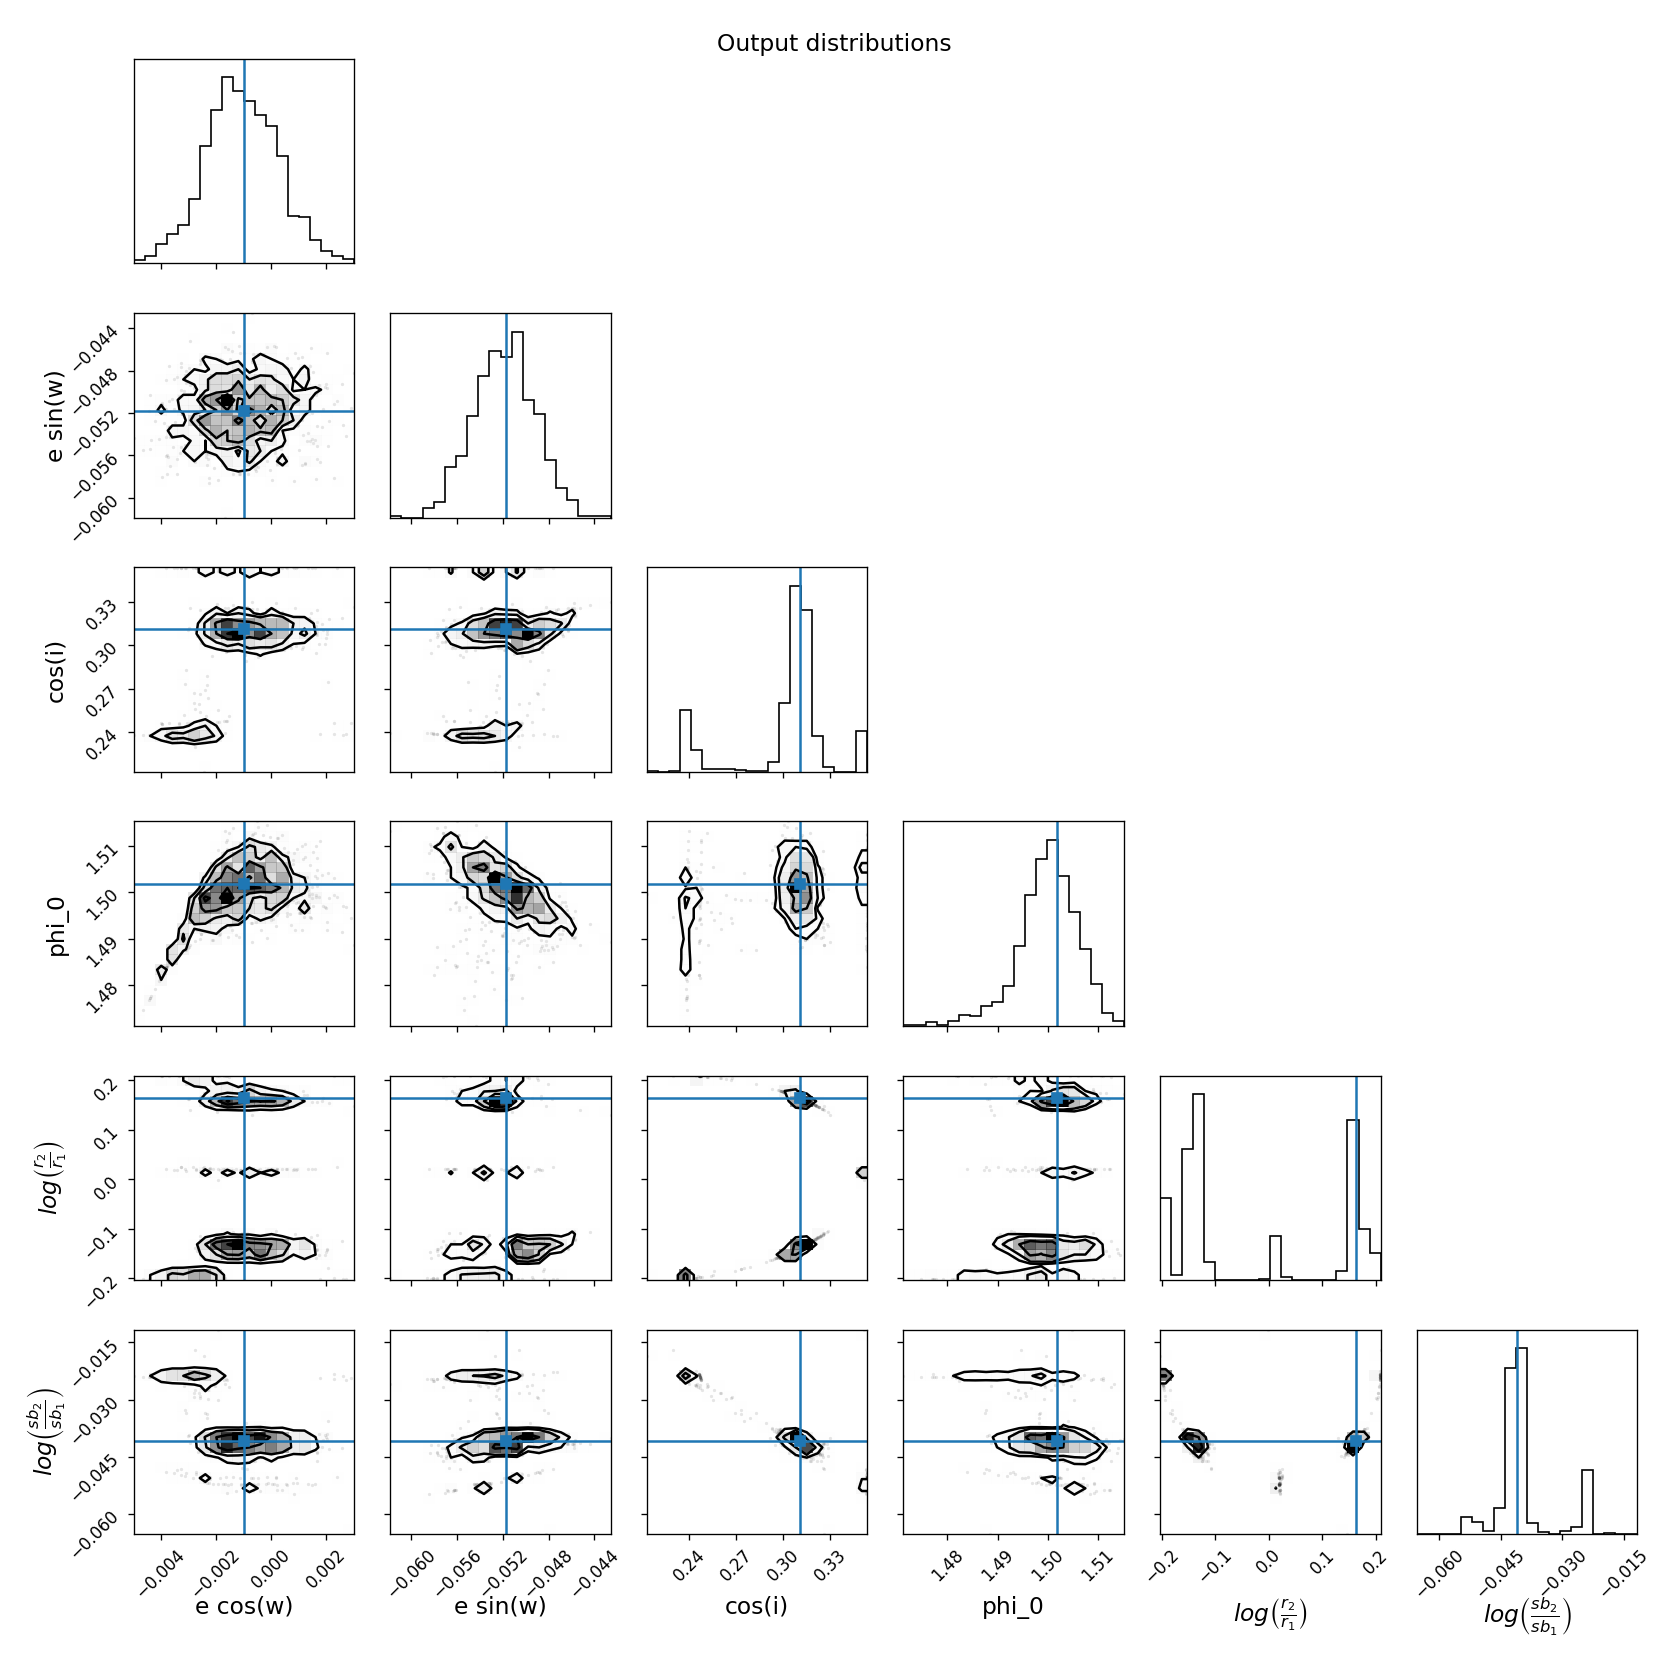 Output distributions
e sin(w)
−0.044
−0.048
−0.052
−0.056
−0.060
cos(i)
0.33
0.30
0.27
0.24
phi_0
1.51
1.50
1.49
1.48
log(r2/r1)
0.2
0.1
0.0
−0.1
−0.2
log(sb2/sb1)
−0.015
−0.030
−0.045
−0.060
−0.004 −0.002 0.000 0.002
e cos(w)
−0.060 −0.056 −0.052 −0.048 −0.044
e sin(w)
0.24 0.27 0.30 0.33
cos(i)
1.48 1.49 1.50 1.51
phi_0
−0.2 −0.1 0.0 0.1 0.2
log(r2/r1)
−0.060 −0.045 −0.030 −0.015
log(sb2/sb1)